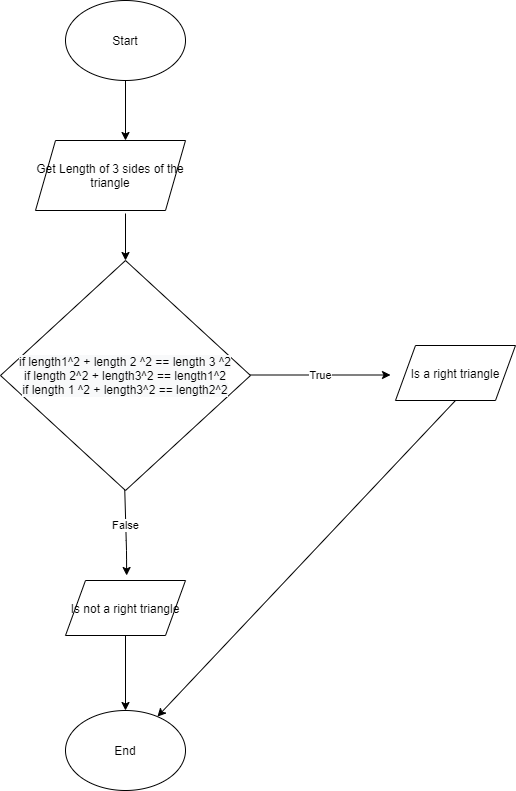 Start
Get Length of 3 sides of the
triangle
if length1^2 + length 2 ^2 == length 3 ^2
if length 2^2 + length3^2 == length1^2
if length 1 ^2 + length3^2 == length2^2
True
Is a right triangle
False
Is not a right triangle
End